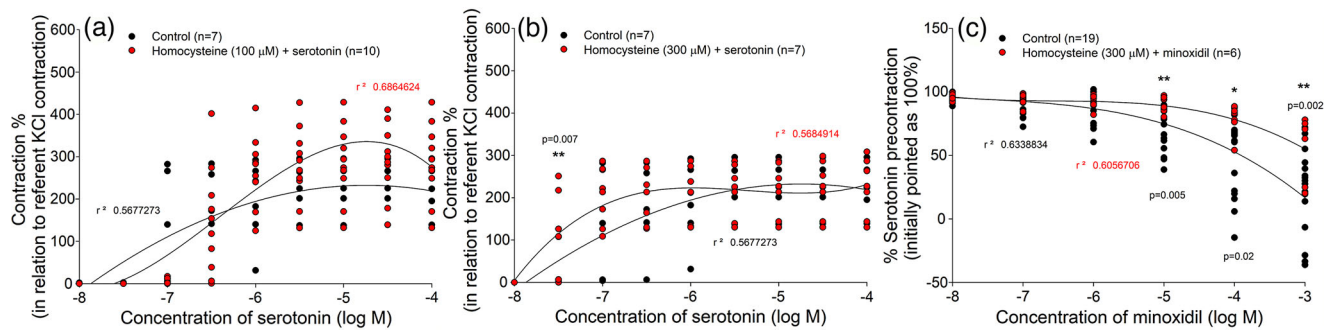 (a)
Control (n=7)
Homocysteine (100 µM) + serotonin (n=10)
r² 0.6864624
r² 0.5677273
Contraction %
(in relation to referent KCl contraction)
600
500
400
300
200
100
0
-8
-7
-6
-5
-4
Concentration of serotonin (log M)
(b)
Control (n=7)
Homocysteine (300 µM) + serotonin (n=7)
p=0.007
**
r² 0.5684914
r² 0.5677273
Contraction %
(in relation to referent KCl contraction)
600
500
400
300
200
100
0
-8
-7
-6
-5
-4
Concentration of serotonin (log M)
(c)
Control (n=19)
Homocysteine (300 µM) + minoxidil (n=6)
**
*
**
p=0.002
r² 0.6338834
r² 0.6056706
p=0.005
p=0.02
% Serotonin precontraction
(initially pointed as 100%)
150
100
50
0
-50
-8
-7
-6
-5
-4
-3
Concentration of minoxidil (log M)